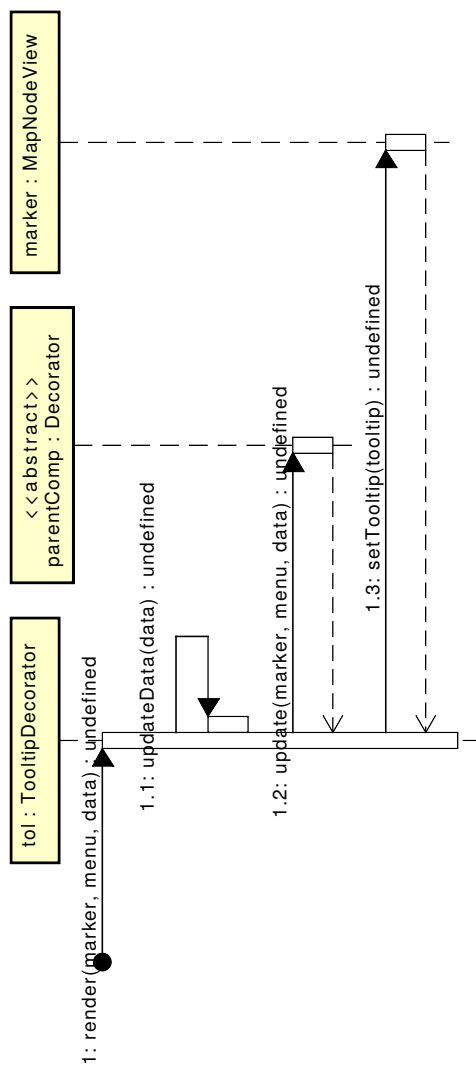 tol : TooltipDecorator
<<abstract>>
parentComp : Decorator
marker : MapNodeView
1: render(marker, menu, data) : undefined
1.1: updateData(data) : undefined
1.2: update(marker, menu, data) : undefined
1.3: setTooltip(tooltip) : undefined